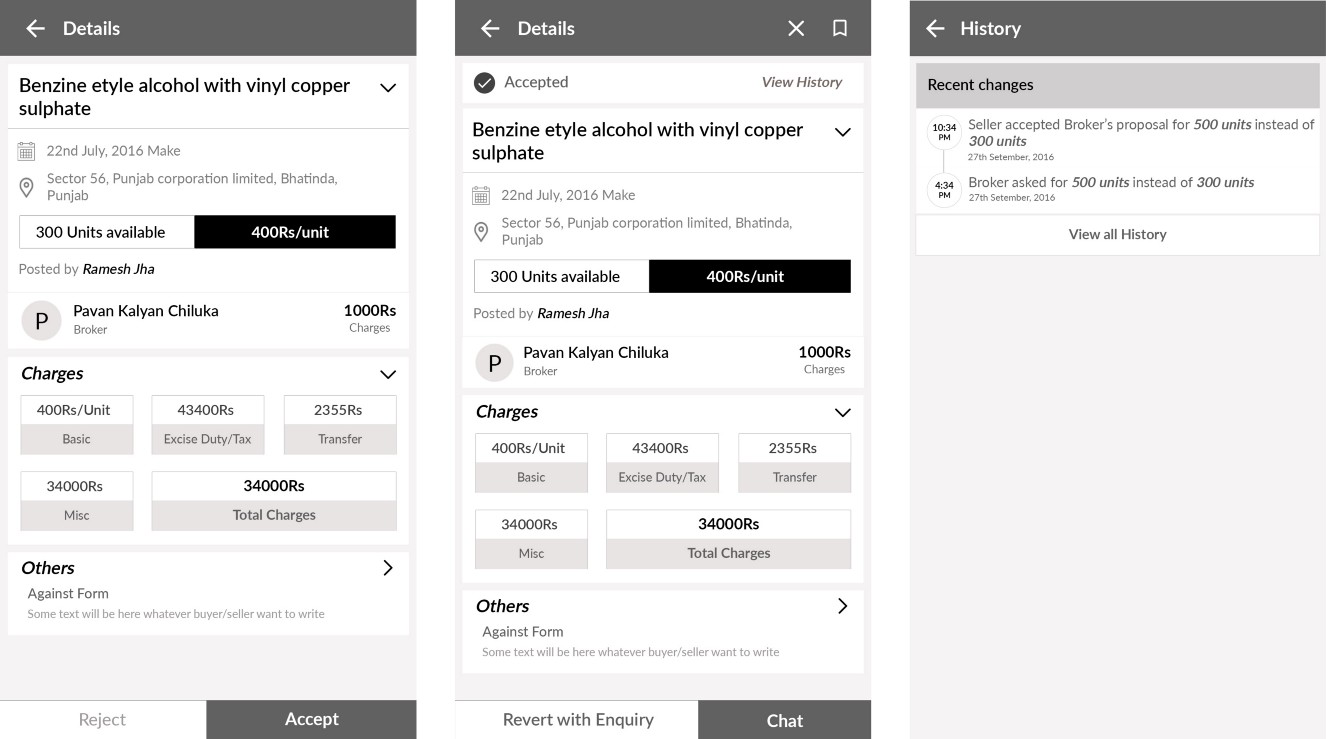 Details
Benzine etyle alcohol with vinyl copper
sulphate
22nd July, 2016 Make
Sector 56, Punjab corporation limited, Bhatinda,
Punjab
300 Units available
400Rs/unit
Posted by Ramesh Jha
P
Pavan Kalyan Chiluka
Broker
1000Rs
Charges
Charges
400Rs/Unit
Basic
43400Rs
Excise Duty/Tax
2355Rs
Transfer
34000Rs
Misc
34000Rs
Total Charges
Others
Against Form
Some text will be here whatever buyer/seller want to write
Reject
Accept
Details
Accepted
View History
Benzine etyle alcohol with vinyl copper
sulphate
22nd July, 2016 Make
Sector 56, Punjab corporation limited, Bhatinda,
Punjab
300 Units available
400Rs/unit
Posted by Ramesh Jha
P
Pavan Kalyan Chiluka
Broker
1000Rs
Charges
Charges
400Rs/Unit
Basic
43400Rs
Excise Duty/Tax
2355Rs
Transfer
34000Rs
Misc
34000Rs
Total Charges
Others
Against Form
Some text will be here whatever buyer/seller want to write
Revert with Enquiry
Chat
History
Recent changes
10:34
PM
Seller accepted Broker's proposal for 500 units instead of
300 units
27th Setember, 2016
4:34
PM
Broker asked for 500 units instead of 300 units
27th Setember, 2016
View all History